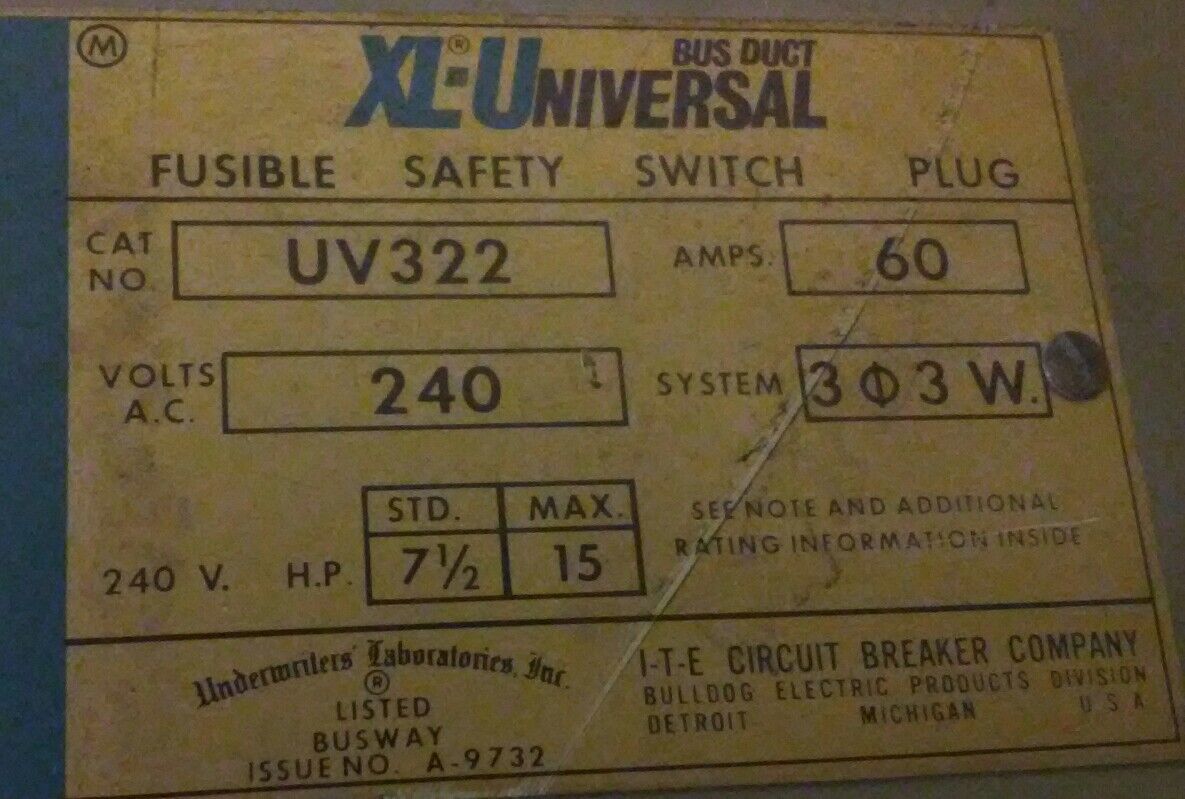 M
BUS DUCT
XL-UNIVERSAL®
FUSIBLE SAFETY SWITCH PLUG
CAT NO. UV322 AMPS. 60
VOLTS A.C. 240 SYSTEM 3 Φ 3 W.
STD. MAX.
240 V. H.P. 7½ 15
SEE NOTE AND ADDITIONAL
RATING INFORMATION INSIDE
Underwriters' Laboratories, Inc.
®
LISTED
BUSWAY
ISSUE NO. A-9732
I-T-E CIRCUIT BREAKER COMPANY
BULLDOG ELECTRIC PRODUCTS DIVISION
DETROIT MICHIGAN U S A